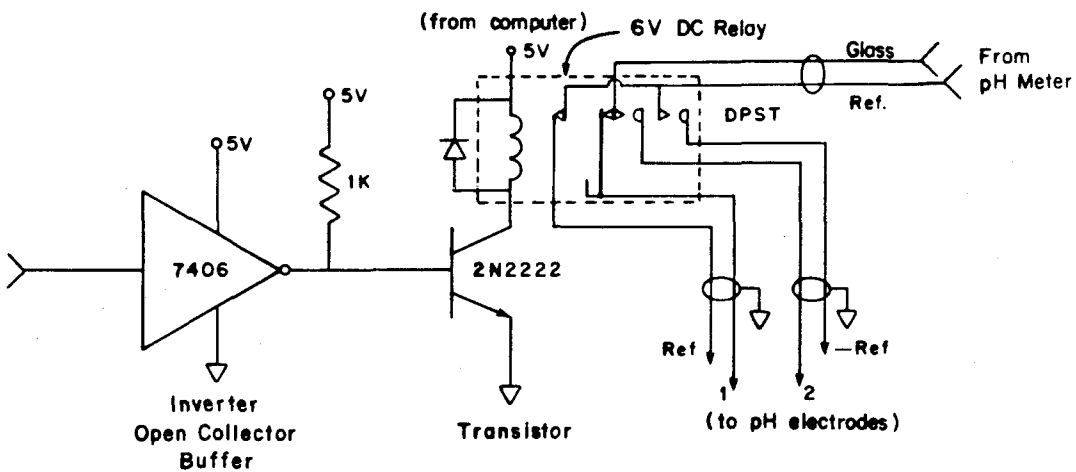 (from computer)
5V
6V DC Relay
Glass
From
pH Meter
Ref.
DPST
5V
5V
1K
7406
2N2222
Ref
—Ref
1
2
(to pH electrodes)
Inverter
Open Collector
Buffer
Transistor